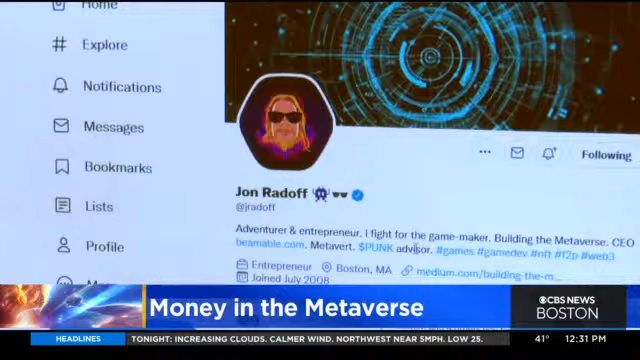 Home
Explore
Notifications
Messages
Bookmarks
Lists
Profile
Following
Jon Radoff
@jradoff
Adventurer & entrepreneur. I fight for the game-maker. Building the Metaverse. CEO
beamable.com. Metavert. $PUNK advisor. #games #gamedev #nft #f2p #web3
Entrepreneur Boston, MA medium.com/building-the-m...
Joined July 2008
Money in the Metaverse
CBS NEWS
BOSTON
HEADLINES TONIGHT: INCREASING CLOUDS. CALMER WIND. NORTHWEST NEAR 5MPH. LOW 25. 41° 12:31 PM